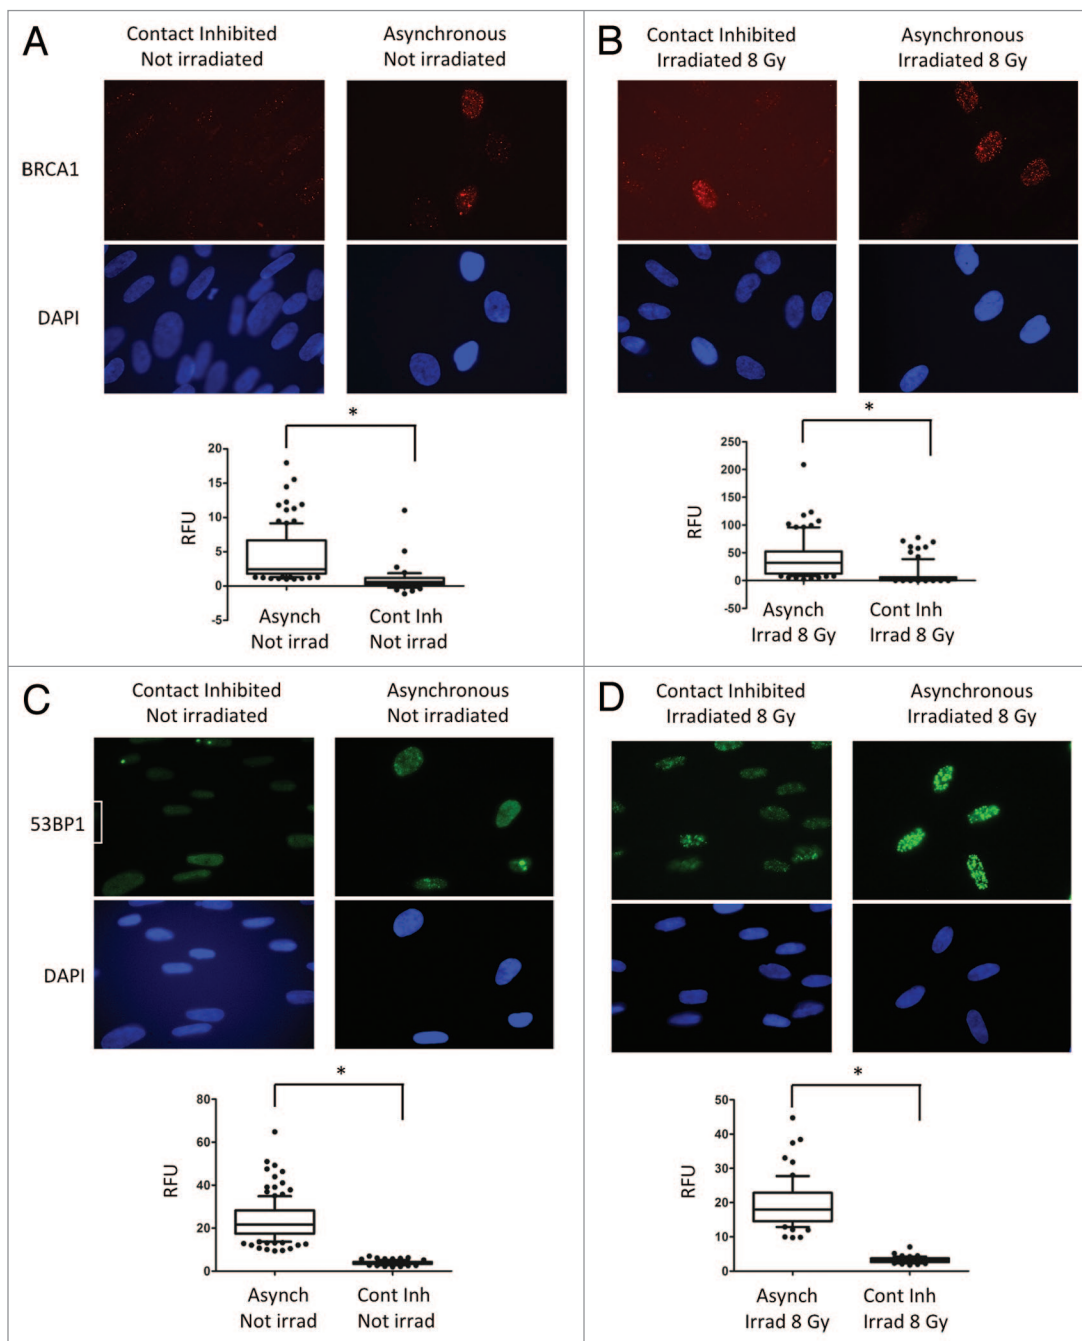 A
Contact Inhibited
Not irradiated
Asynchronous
Not irradiated
BRCA1
DAPI
*
20
15
10
5
0
-5
RFU
Asynch
Not irrad
Cont Inh
Not irrad
B
Contact Inhibited
Irradiated 8 Gy
Asynchronous
Irradiated 8 Gy
*
250
200
150
100
50
0
-50
RFU
Asynch
Irrad 8 Gy
Cont Inh
Irrad 8 Gy
C
Contact Inhibited
Not irradiated
Asynchronous
Not irradiated
53BP1
DAPI
*
80
60
40
20
0
RFU
Asynch
Not irrad
Cont Inh
Not irrad
D
Contact Inhibited
Irradiated 8 Gy
Asynchronous
Irradiated 8 Gy
*
50
40
30
20
10
0
RFU
Asynch
Irrad 8 Gy
Cont Inh
Irrad 8 Gy